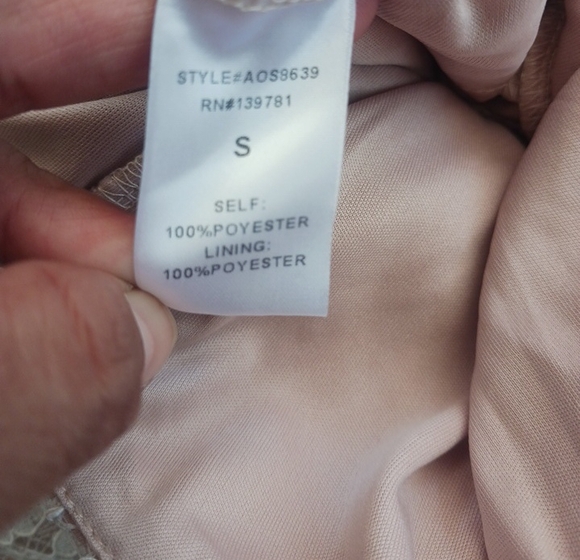 STYLE#AOS8639
RN#139781
S
SELF:
100%POYESTER
LINING:
100%POYESTER